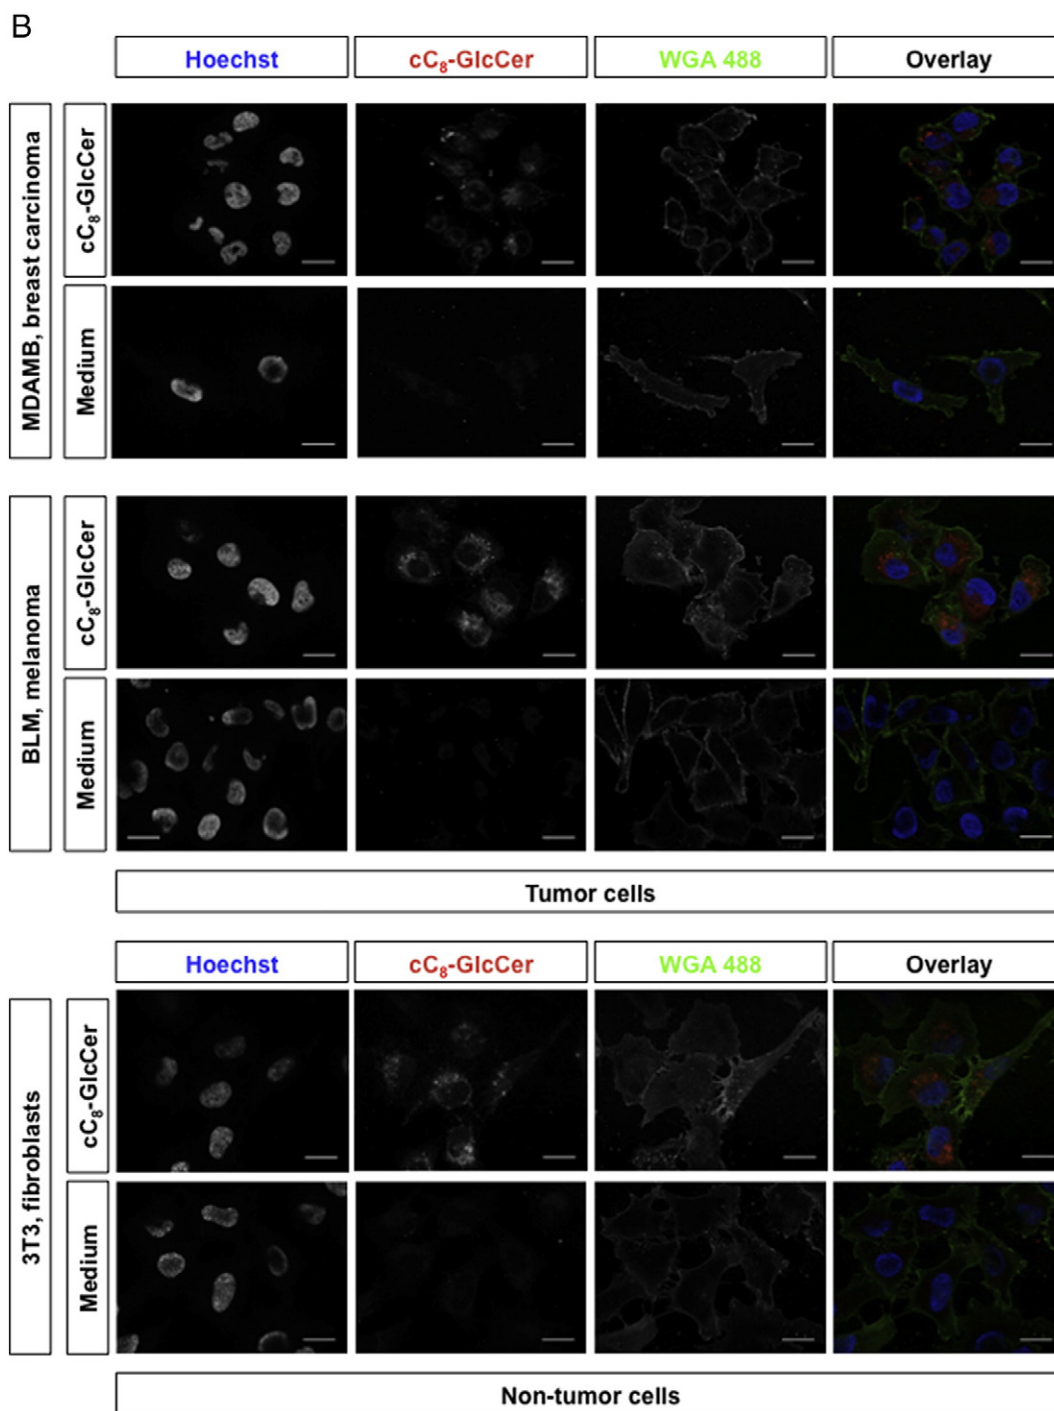 B
Hoechst
cC₈-GlcCer
WGA 488
Overlay
MDAMB, breast carcinoma
cC₈-GlcCer
Medium
BLM, melanoma
cC₈-GlcCer
Medium
Tumor cells
Hoechst
cC₈-GlcCer
WGA 488
Overlay
3T3, fibroblasts
cC₈-GlcCer
Medium
Non-tumor cells